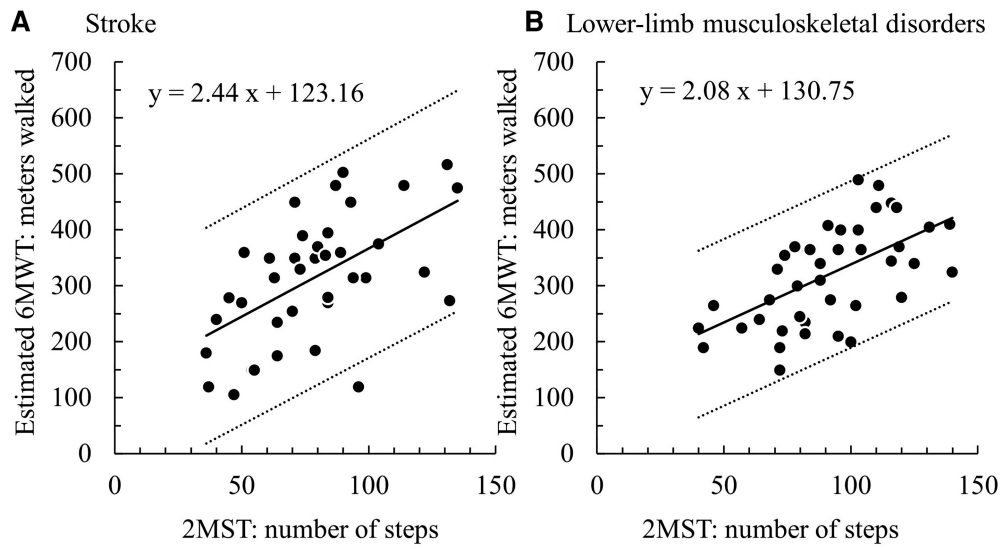 A Stroke
Estimated 6MWT: meters walked
700
600
500
400
300
200
100
0
y = 2.44 x + 123.16
0 50 100 150
2MST: number of steps
B Lower-limb musculoskeletal disorders
Estimated 6MWT: meters walked
700
600
500
400
300
200
100
0
y = 2.08 x + 130.75
0 50 100 150
2MST: number of steps